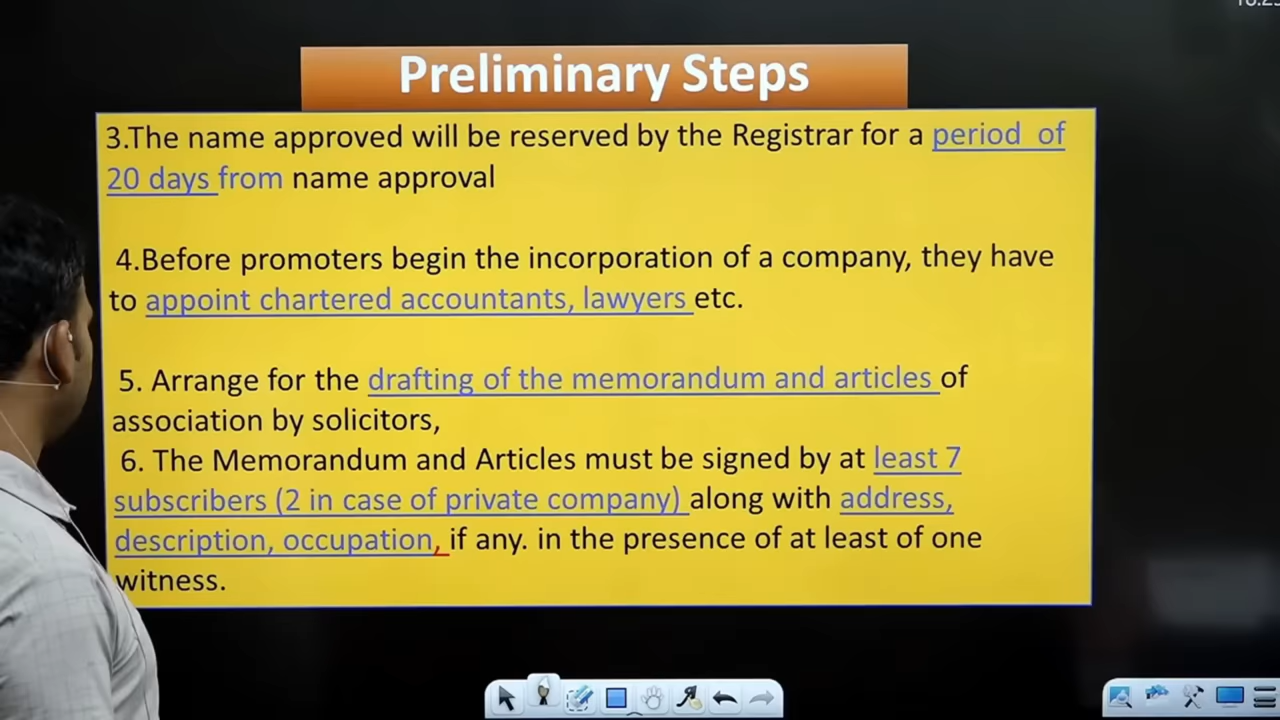 Preliminary Steps
3.The name approved will be reserved by the Registrar for a period of
20 days from name approval
4.Before promoters begin the incorporation of a company, they have
to appoint chartered accountants, lawyers etc.
5. Arrange for the drafting of the memorandum and articles of
association by solicitors,
6. The Memorandum and Articles must be signed by at least 7
subscribers (2 in case of private company) along with address,
description, occupation, if any. in the presence of at least of one
witness.